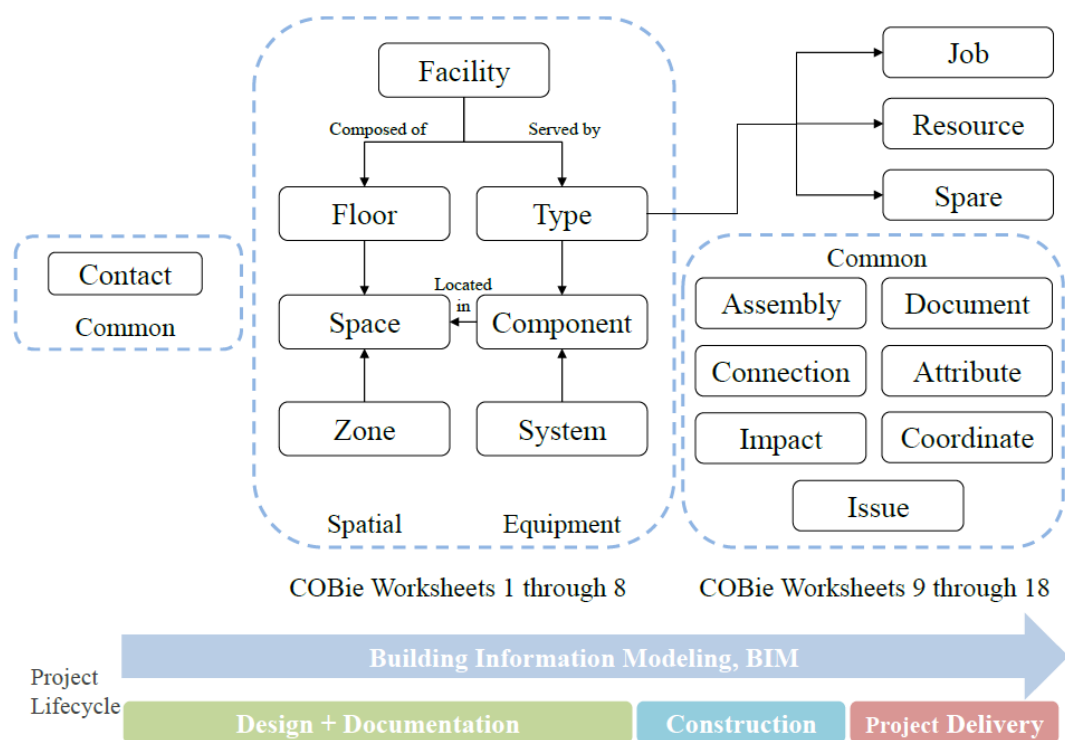 Facility
Composed of
Served by
Floor
Type
Located
in
Space
Component
Zone
System
Spatial
Equipment
Contact
Common
Job
Resource
Spare
Common
Assembly
Document
Connection
Attribute
Impact
Coordinate
Issue
COBie Worksheets 1 through 8
COBie Worksheets 9 through 18
Project
Lifecycle
Building Information Modeling, BIM
Design + Documentation
Construction
Project Delivery